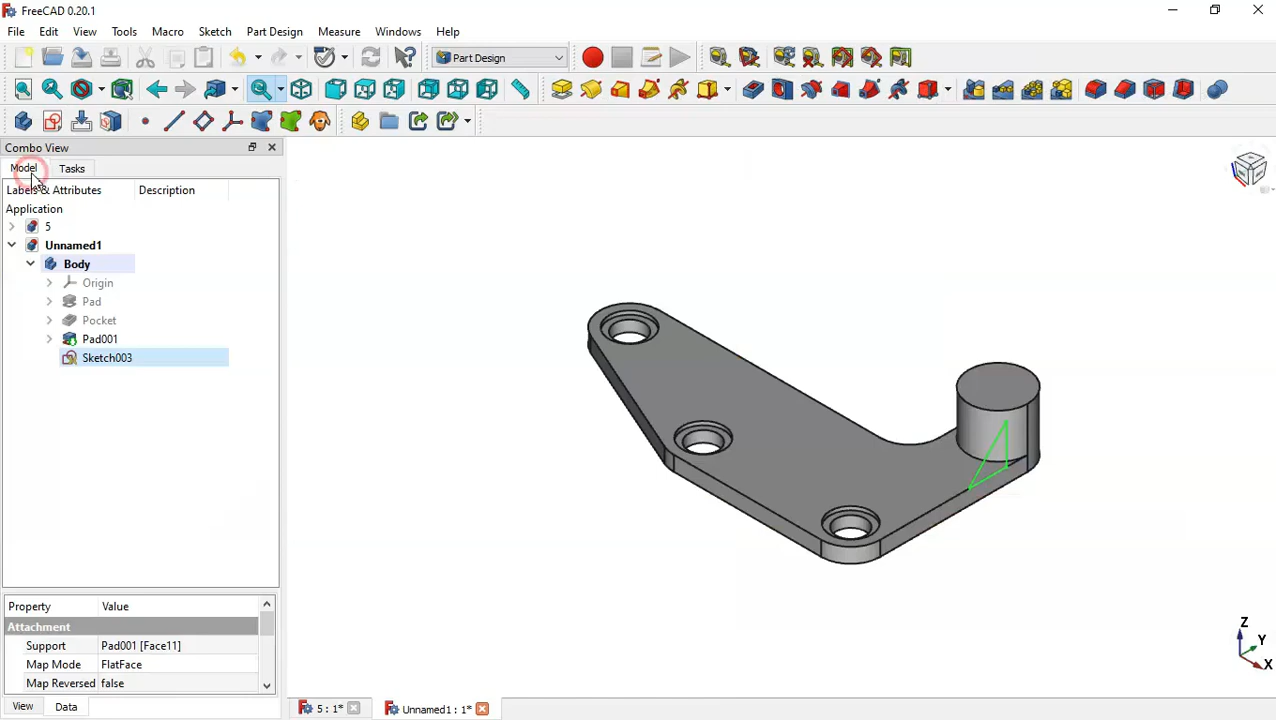 FreeCAD 0.20.1
File Edit View Tools Macro Sketch Part Design Measure Windows Help
Part Design
Combo View
Model Tasks
Labels & Attributes Description
Application
5
Unnamed1
Body
Origin
Pad
Pocket
Pad001
Sketch003
Property Value
Attachment
Support Pad001 [Face11]
Map Mode FlatFace
Map Reversed false
View Data
5 : 1*
Unnamed1 : 1*
Z
Y
X